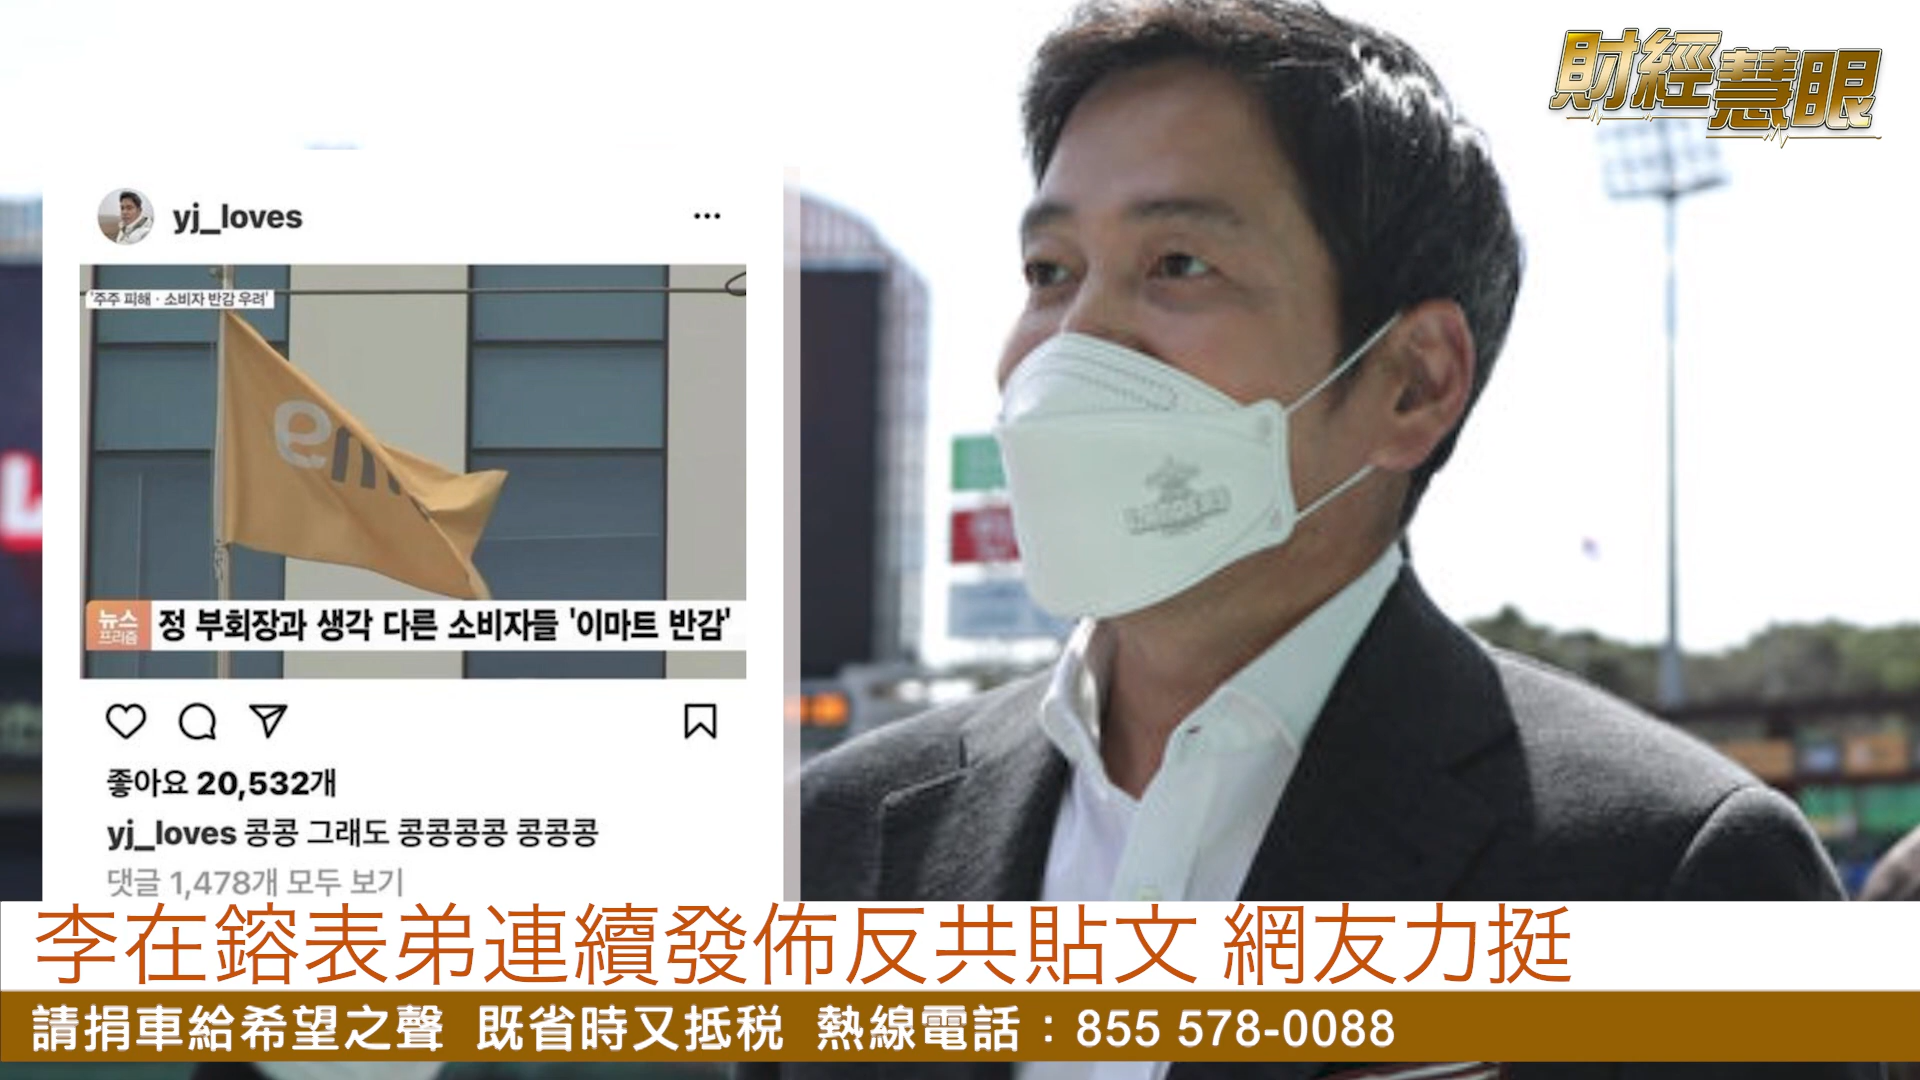 財經慧眼
yj_loves
'주주 피해·소비자 반감 우려'
뉴스
프리즘
정 부회장과 생각 다른 소비자들 '이마트 반감'
좋아요 20,532개
yj_loves 콩콩 그래도 콩콩콩콩 콩콩콩
댓글 1,478개 모두 보기
李在鎔表弟連續發佈反共貼文 網友力挺
請捐車給希望之聲 既省時又抵税 熱線電話：855 578-0088